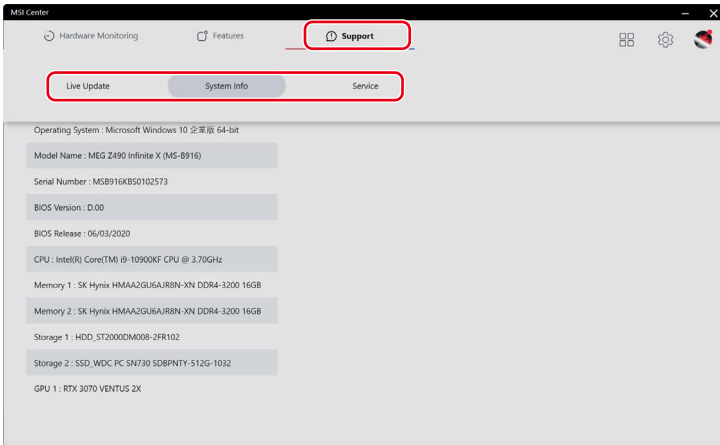 MSI Center
Hardware Monitoring
Features
Support
Live Update
System Info
Service
Operating System : Microsoft Windows 10 企業版 64-bit
Model Name : MEG Z490 Infinite X (MS-B916)
Serial Number : MSB916KBS0102573
BIOS Version : D.00
BIOS Release : 06/03/2020
CPU : Intel(R) Core(TM) i9-10900KF CPU @ 3.70GHz
Memory 1 : SK Hynix HMAA2GU6AJR8N-XN DDR4-3200 16GB
Memory 2 : SK Hynix HMAA2GU6AJR8N-XN DDR4-3200 16GB
Storage 1 : HDD_ST2000DM008-2FR102
Storage 2 : SSD_WDC PC SN730 SDBPNTY-512G-1032
GPU 1 : RTX 3070 VENTUS 2X